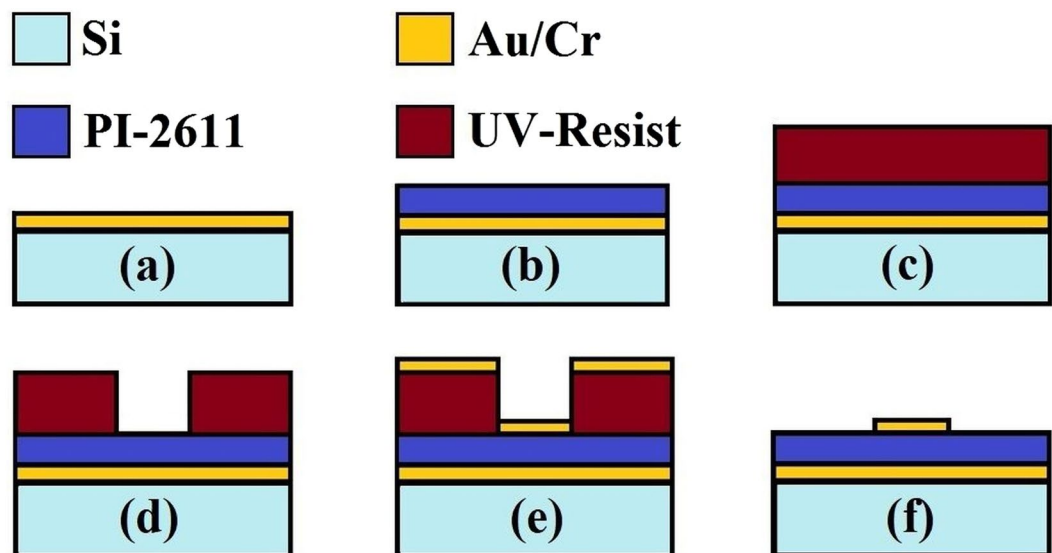 Si
Au/Cr
PI-2611
UV-Resist
(a)
(b)
(c)
(d)
(e)
(f)